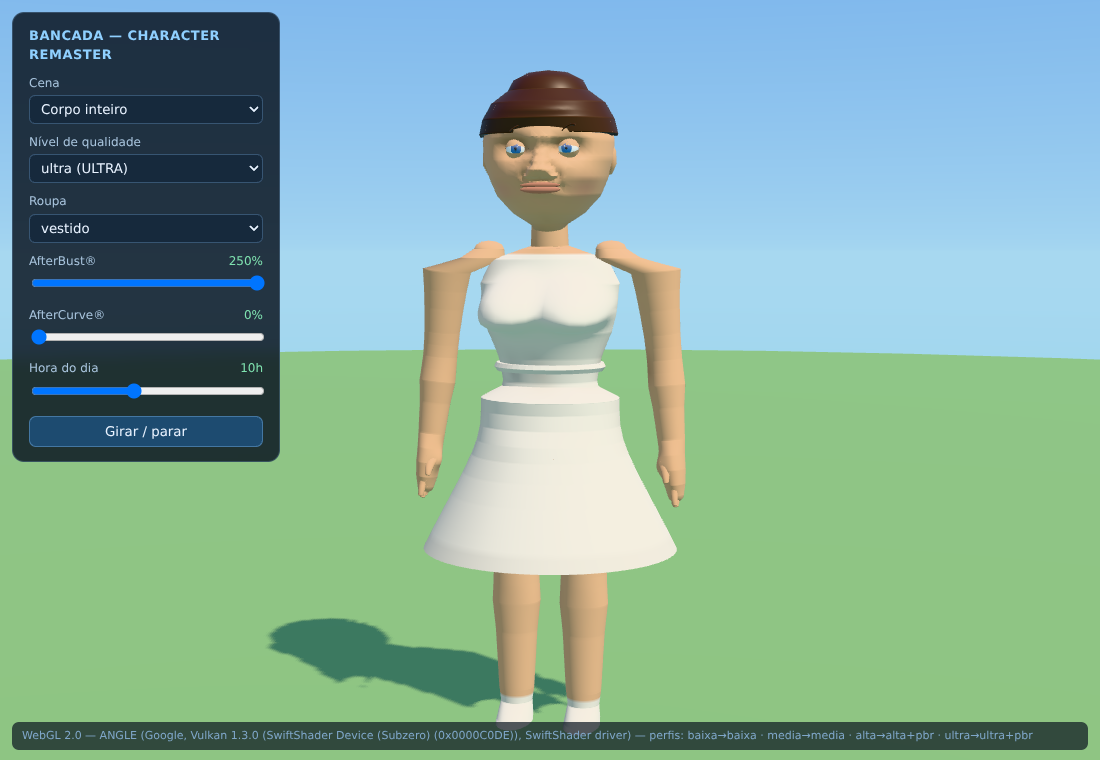 BANCADA — CHARACTER
REMASTER
Cena
Corpo inteiro
Nível de qualidade
ultra (ULTRA)
Roupa
vestido
AfterBust® 250%
AfterCurve® 0%
Hora do dia 10h
Girar / parar
WebGL 2.0 — ANGLE (Google, Vulkan 1.3.0 (SwiftShader Device (Subzero) (0x0000C0DE)), SwiftShader driver) — perfis: baixa→baixa · media→media · alta→alta+pbr · ultra→ultra+pbr